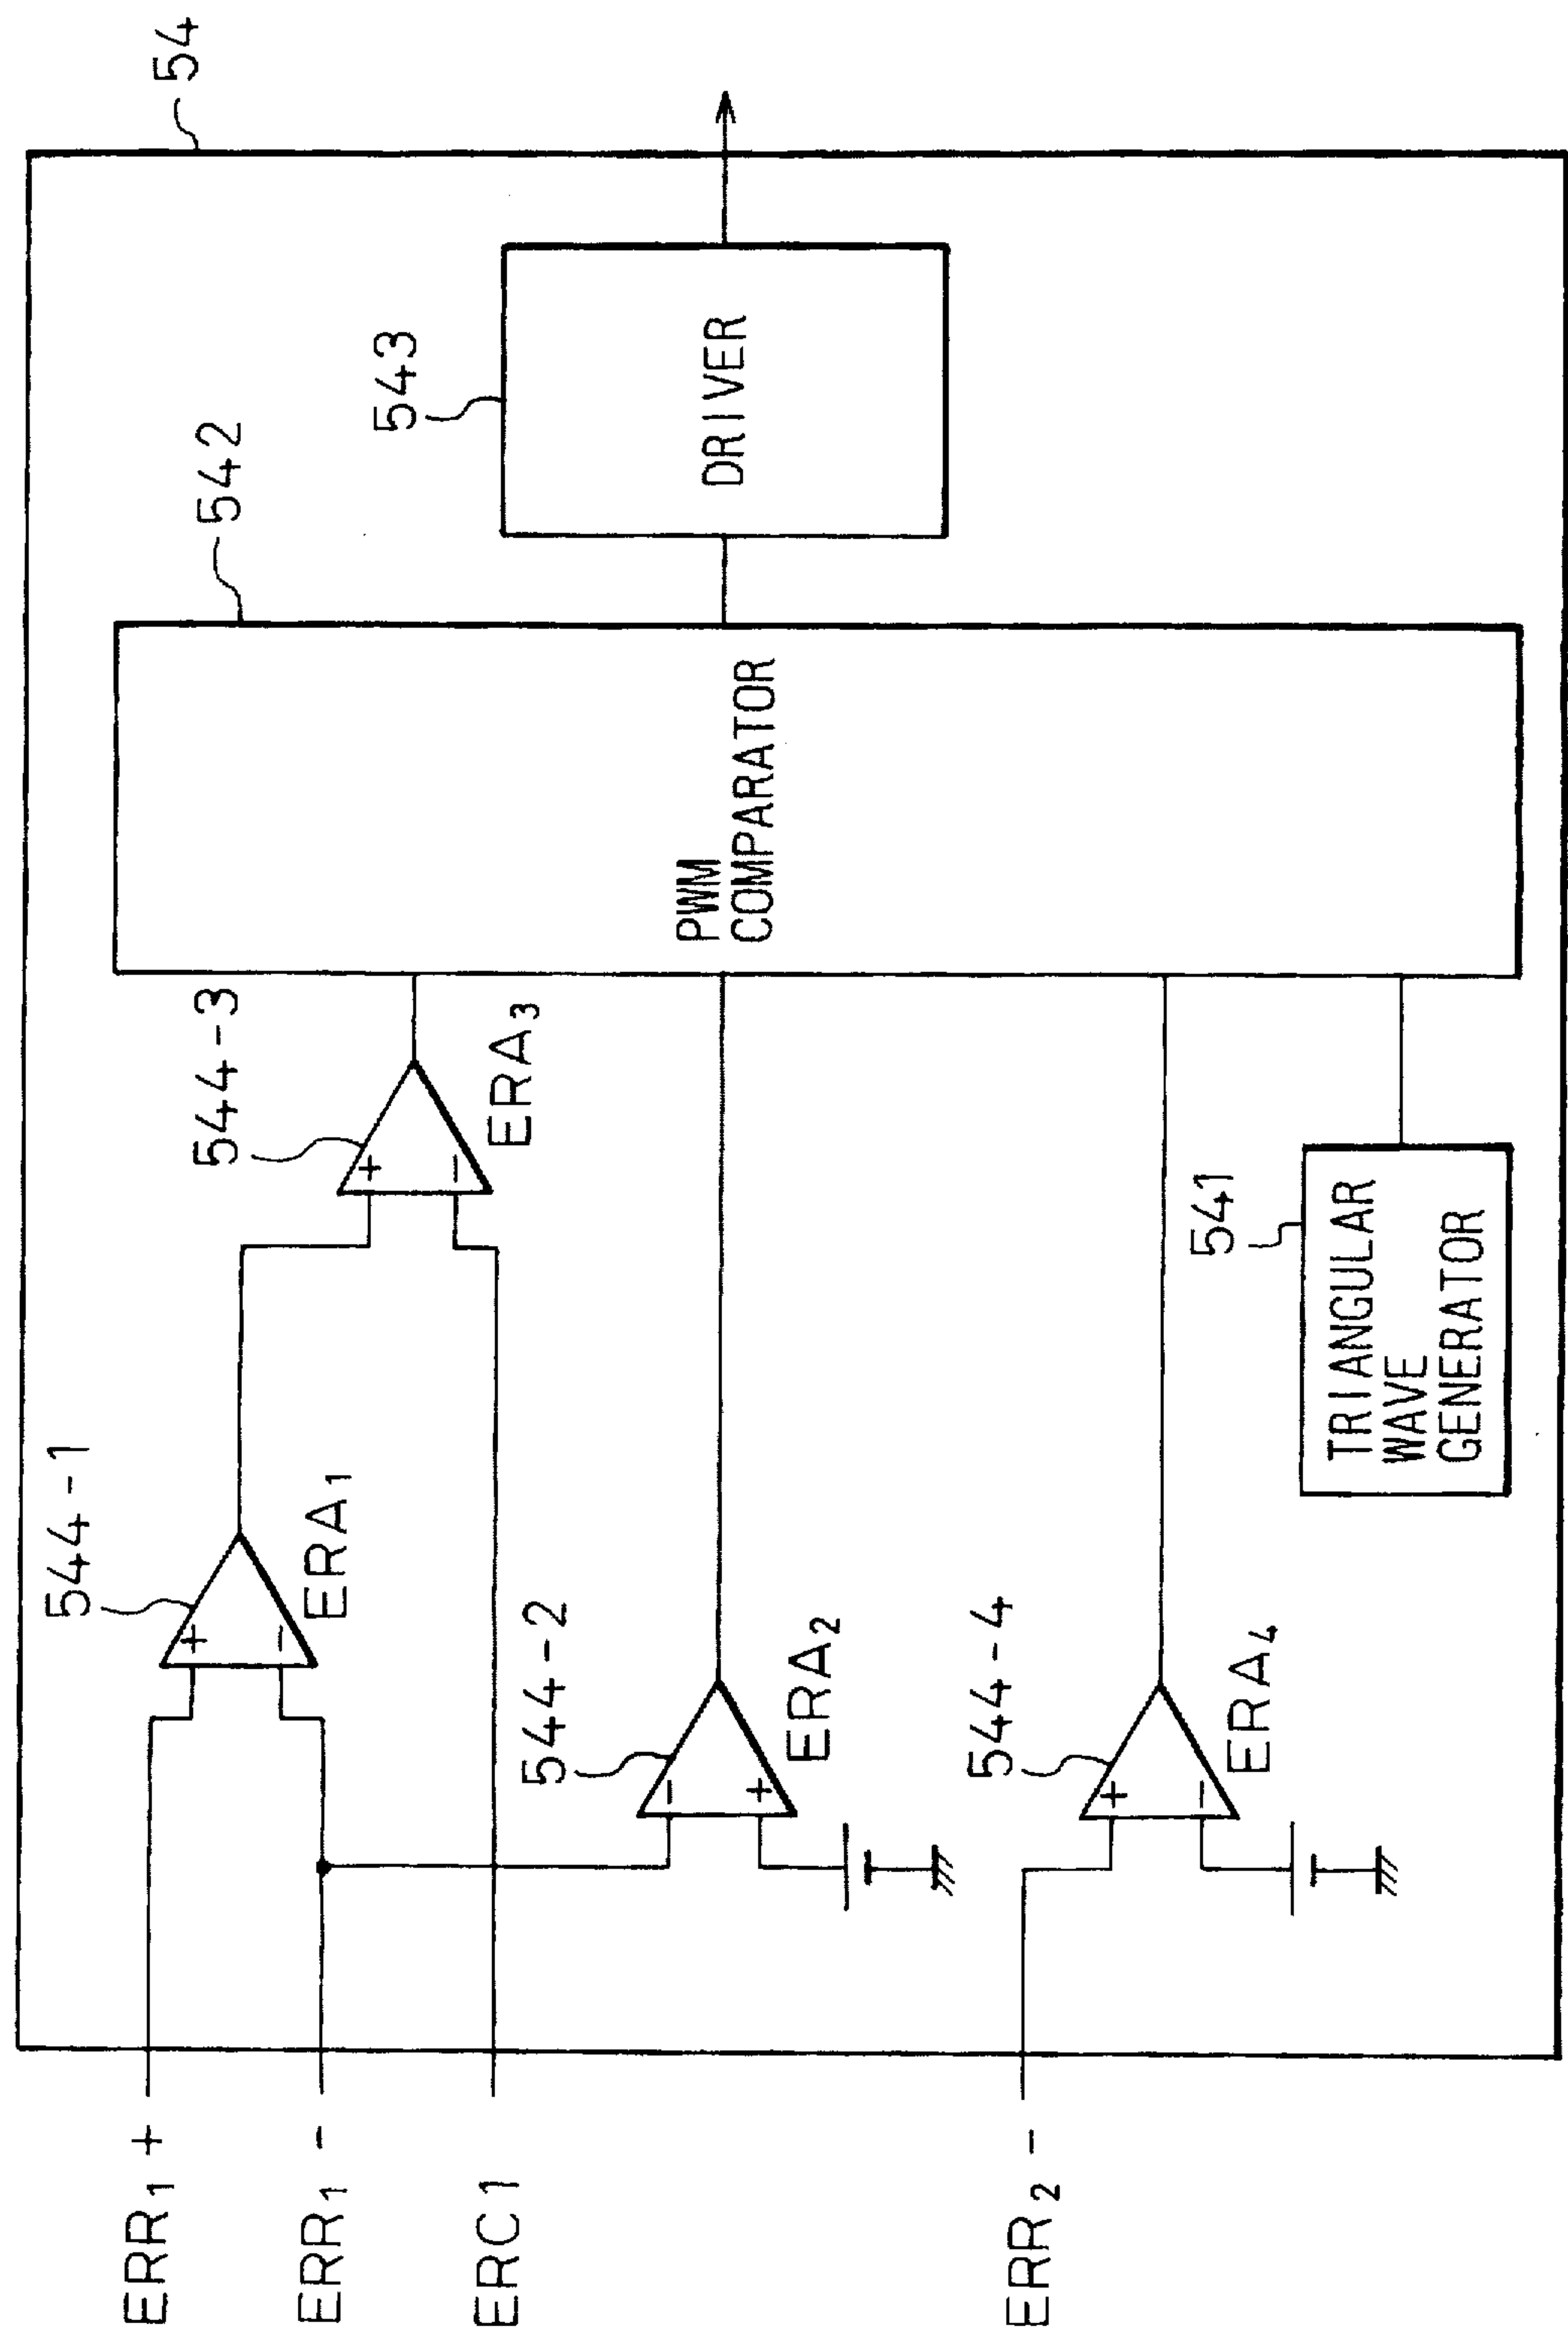 54
544-1
ERA₁
544-3
ERA₃
542
PWM
COMPARATOR
543
DRIVER
ERR₁ +
ERR₁ -
ERC1
544-2
-
+
ERA₂
+
-
+
-
ERR₂ -
544-4
+
-
ERA₄
541
TRIANGULAR
WAVE
GENERATOR